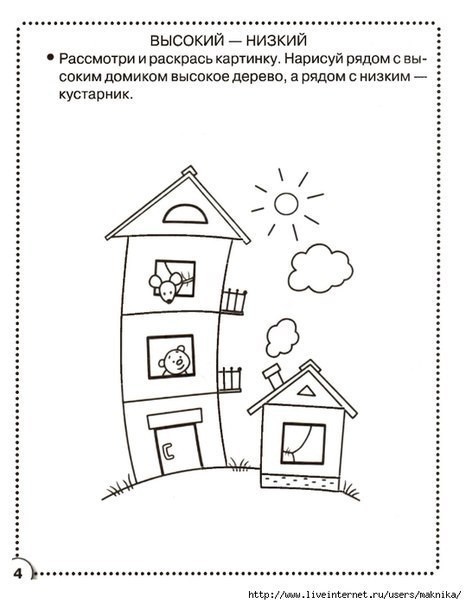 ВЫСОКИЙ — НИЗКИЙ
• Рассмотри и раскрась картинку. Нарисуй рядом с вы-
соким домиком высокое дерево, а рядом с низким —
кустарник.
4
http://www.liveinternet.ru/users/maknika/